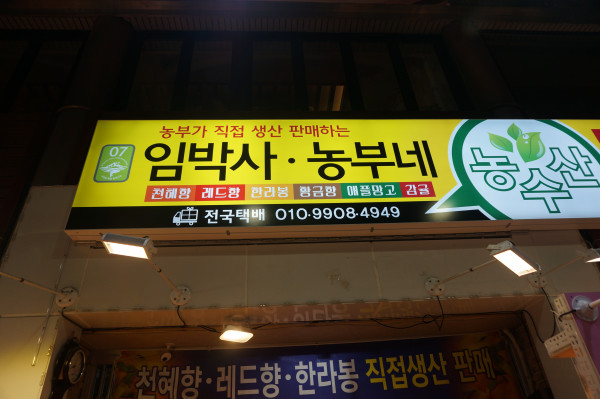 농부가 직접 생산 판매하는
07
임박사·농부네
천혜향 레드향 한라봉 황금향 애플망고 감귤
전국택배 010-9908-4949
농수산
천혜향·레드향·한라봉 직접생산 판매